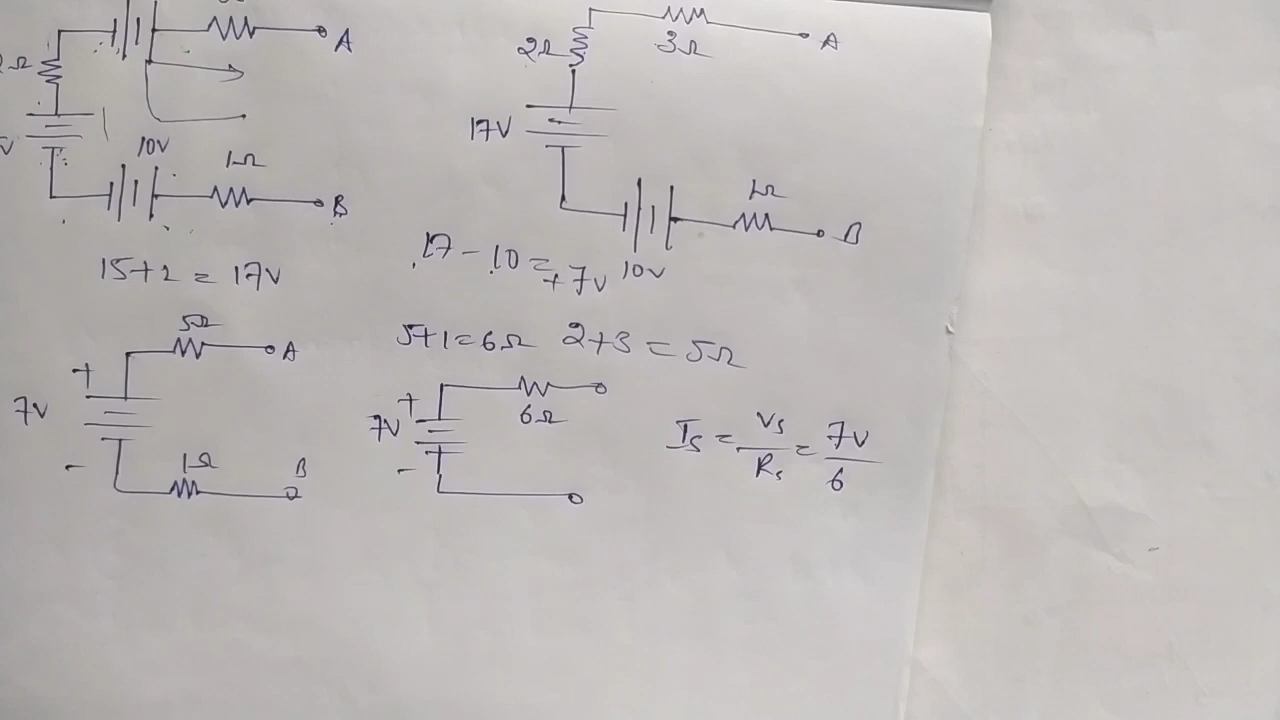 A
2Ω
3Ω
A
17V
10V
1Ω
B
1Ω
B
10V
15+2 = 17V
17 - 10 = +7V
5+1=6Ω 2+3 = 5Ω
5Ω
A
+
7V
-
1Ω
B
+
7V
-
6Ω
Is = Vs/Rs = 7V/6